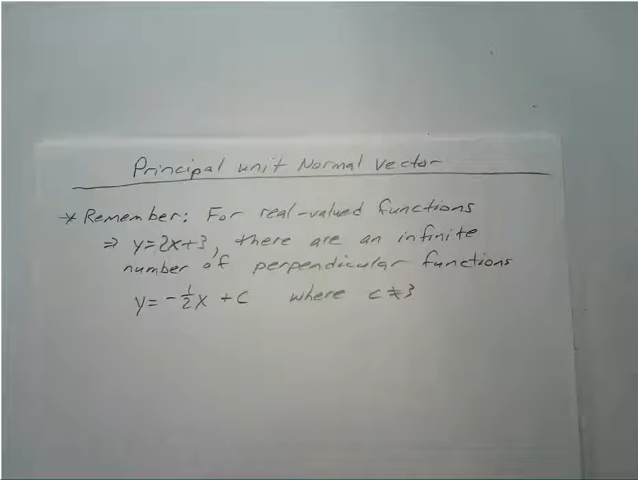 Principal unit Normal Vector
* Remember: For real-valued functions
⇒ y=2x+3, there are an infinite
number of perpendicular functions
y = -1/2x + C where c≠3